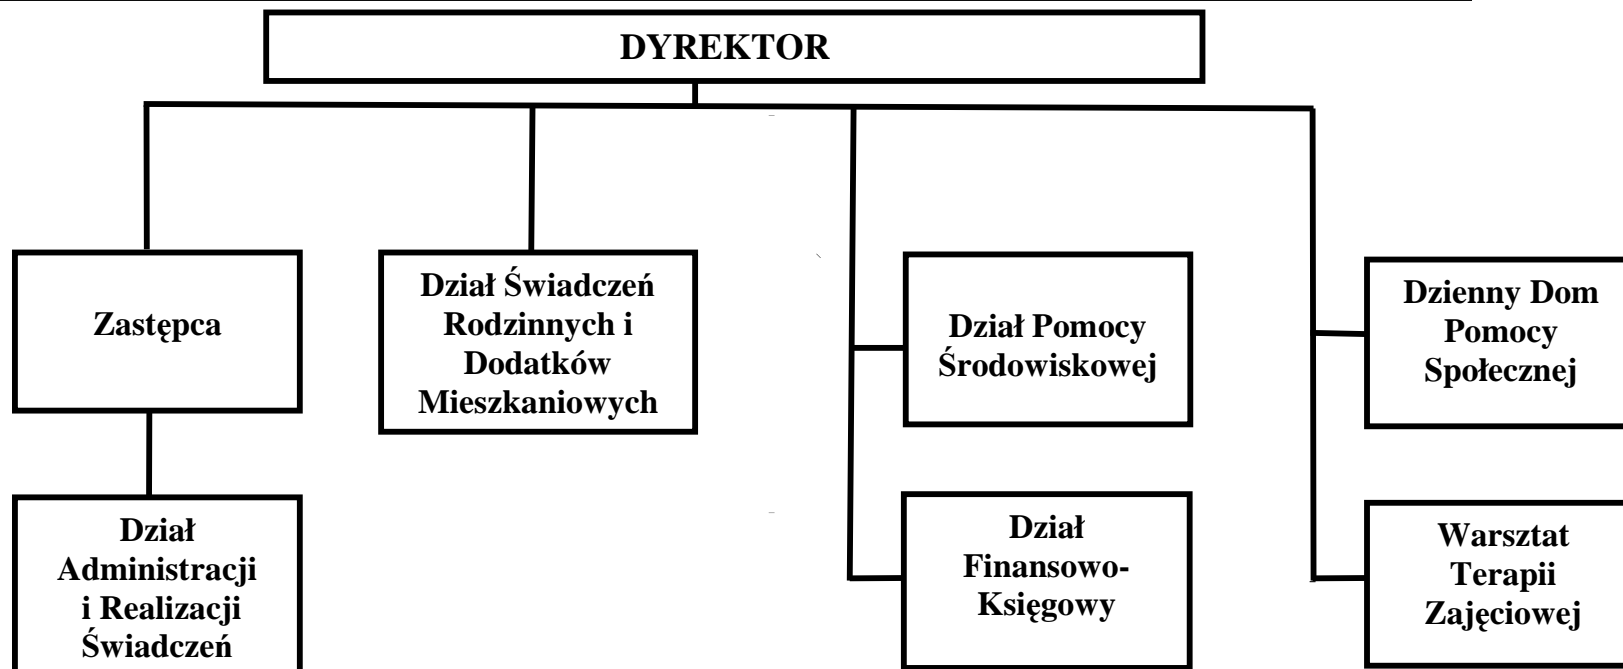 DYREKTOR
Zastępca
Dział Świadczeń
Rodzinnych i
Dodatków
Mieszkaniowych
Dział Pomocy
Środowiskowej
Dzienny Dom
Pomocy
Społecznej
Dział
Administracji
i Realizacji
Świadczeń
Dział
Finansowo-
Księgowy
Warsztat
Terapii
Zajęciowej